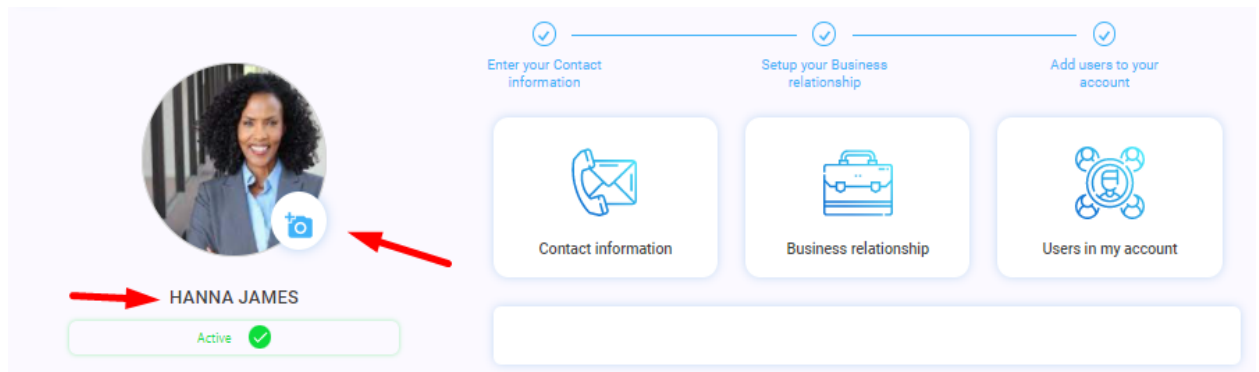 Enter your Contact
information
Setup your Business
relationship
Add users to your
account
Contact information
Business relationship
Users in my account
HANNA JAMES
Active